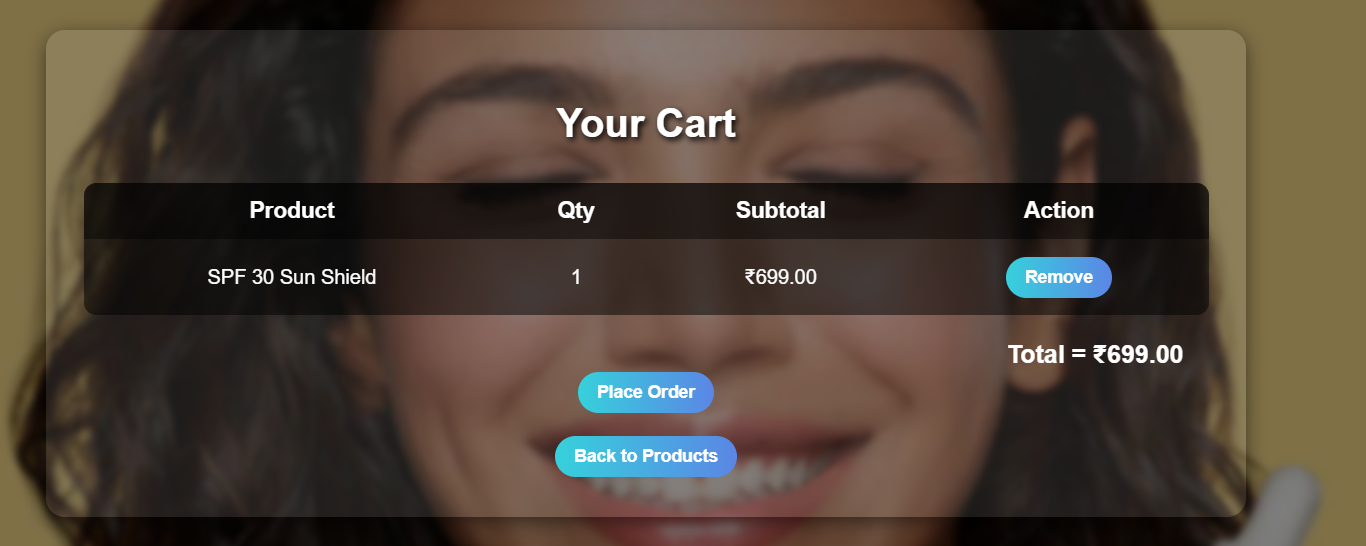 Your Cart
Product Qty Subtotal Action
SPF 30 Sun Shield 1 ₹699.00 Remove
Total = ₹699.00
Place Order
Back to Products